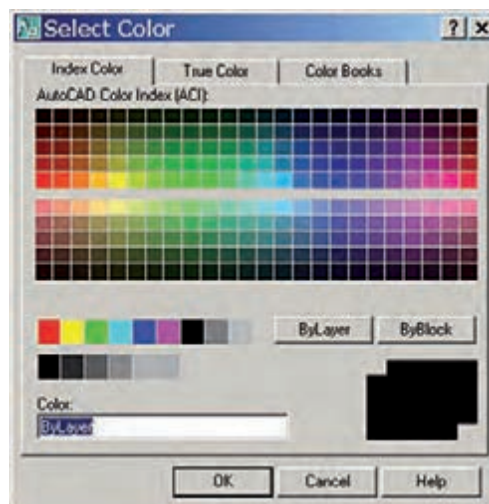 Select Color
Index Color True Color Color Books
AutoCAD Color Index (ACI):
ByLayer ByBlock
Color:
ByLayer
OK Cancel Help